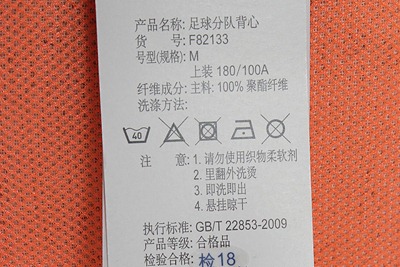 产品名称: 足球分队背心
货 号: F82133
号型(规格): M
上装 180/100A
纤维成分: 主料: 100% 聚酯纤维
洗涤方法:
40
注 意: 1. 请勿使用织物柔软剂
2. 里翻外洗烫
3. 即洗即出
4. 悬挂晾干
执行标准: GB/T 22853-2009
产品等级: 合格品
检验合格: 检18